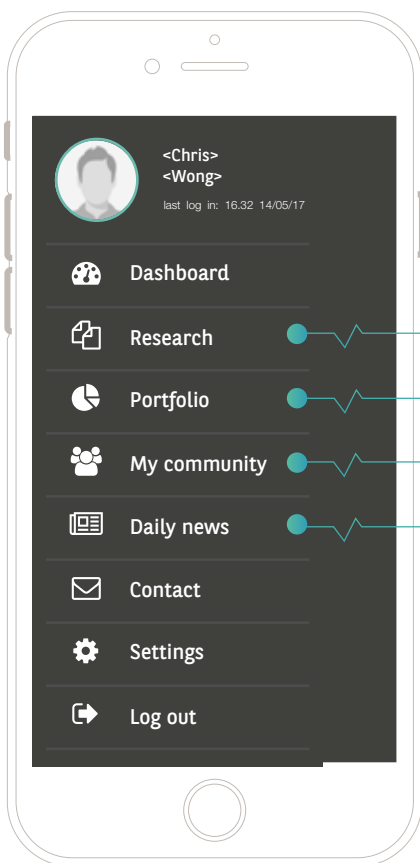 <Chris>
<Wong>
last log in: 16.32 14/05/17
Dashboard
Research
Portfolio
My community
Daily news
Contact
Settings
Log out